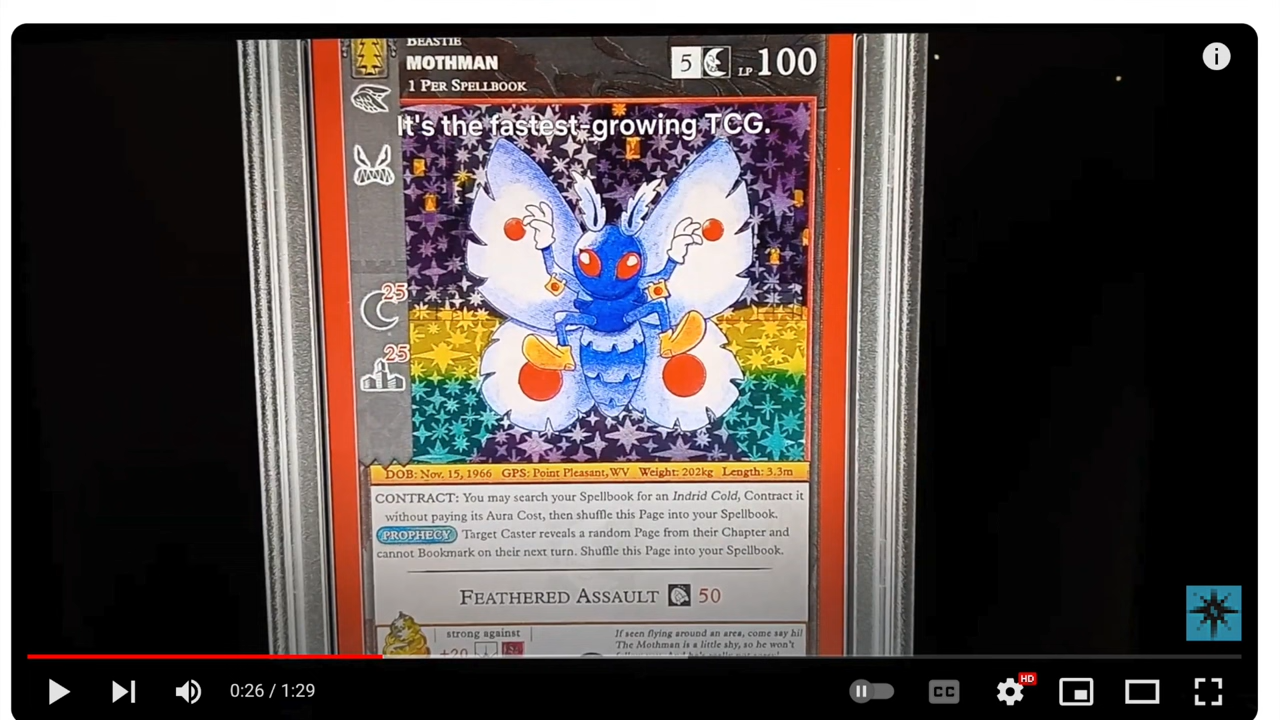 BEASTIE
MOTHMAN
1 PER SPELLBOOK
5
LP 100
It's the fastest-growing TCG.
25
25
DOB: Nov. 15, 1966 GPS: Point Pleasant, WV Weight: 202kg Length: 3.3m
CONTRACT: You may search your Spellbook for an Indrid Cold, Contract it
without paying its Aura Cost, then shuffle this Page into your Spellbook.
PROPHECY Target Caster reveals a random Page from their Chapter and
cannot Bookmark on their next turn. Shuffle this Page into your Spellbook.
FEATHERED ASSAULT 50
strong against
+20
If seen flying around an area, come say hi!
The Mothman is a little shy, so he won't
0:26 / 1:29
CC
HD